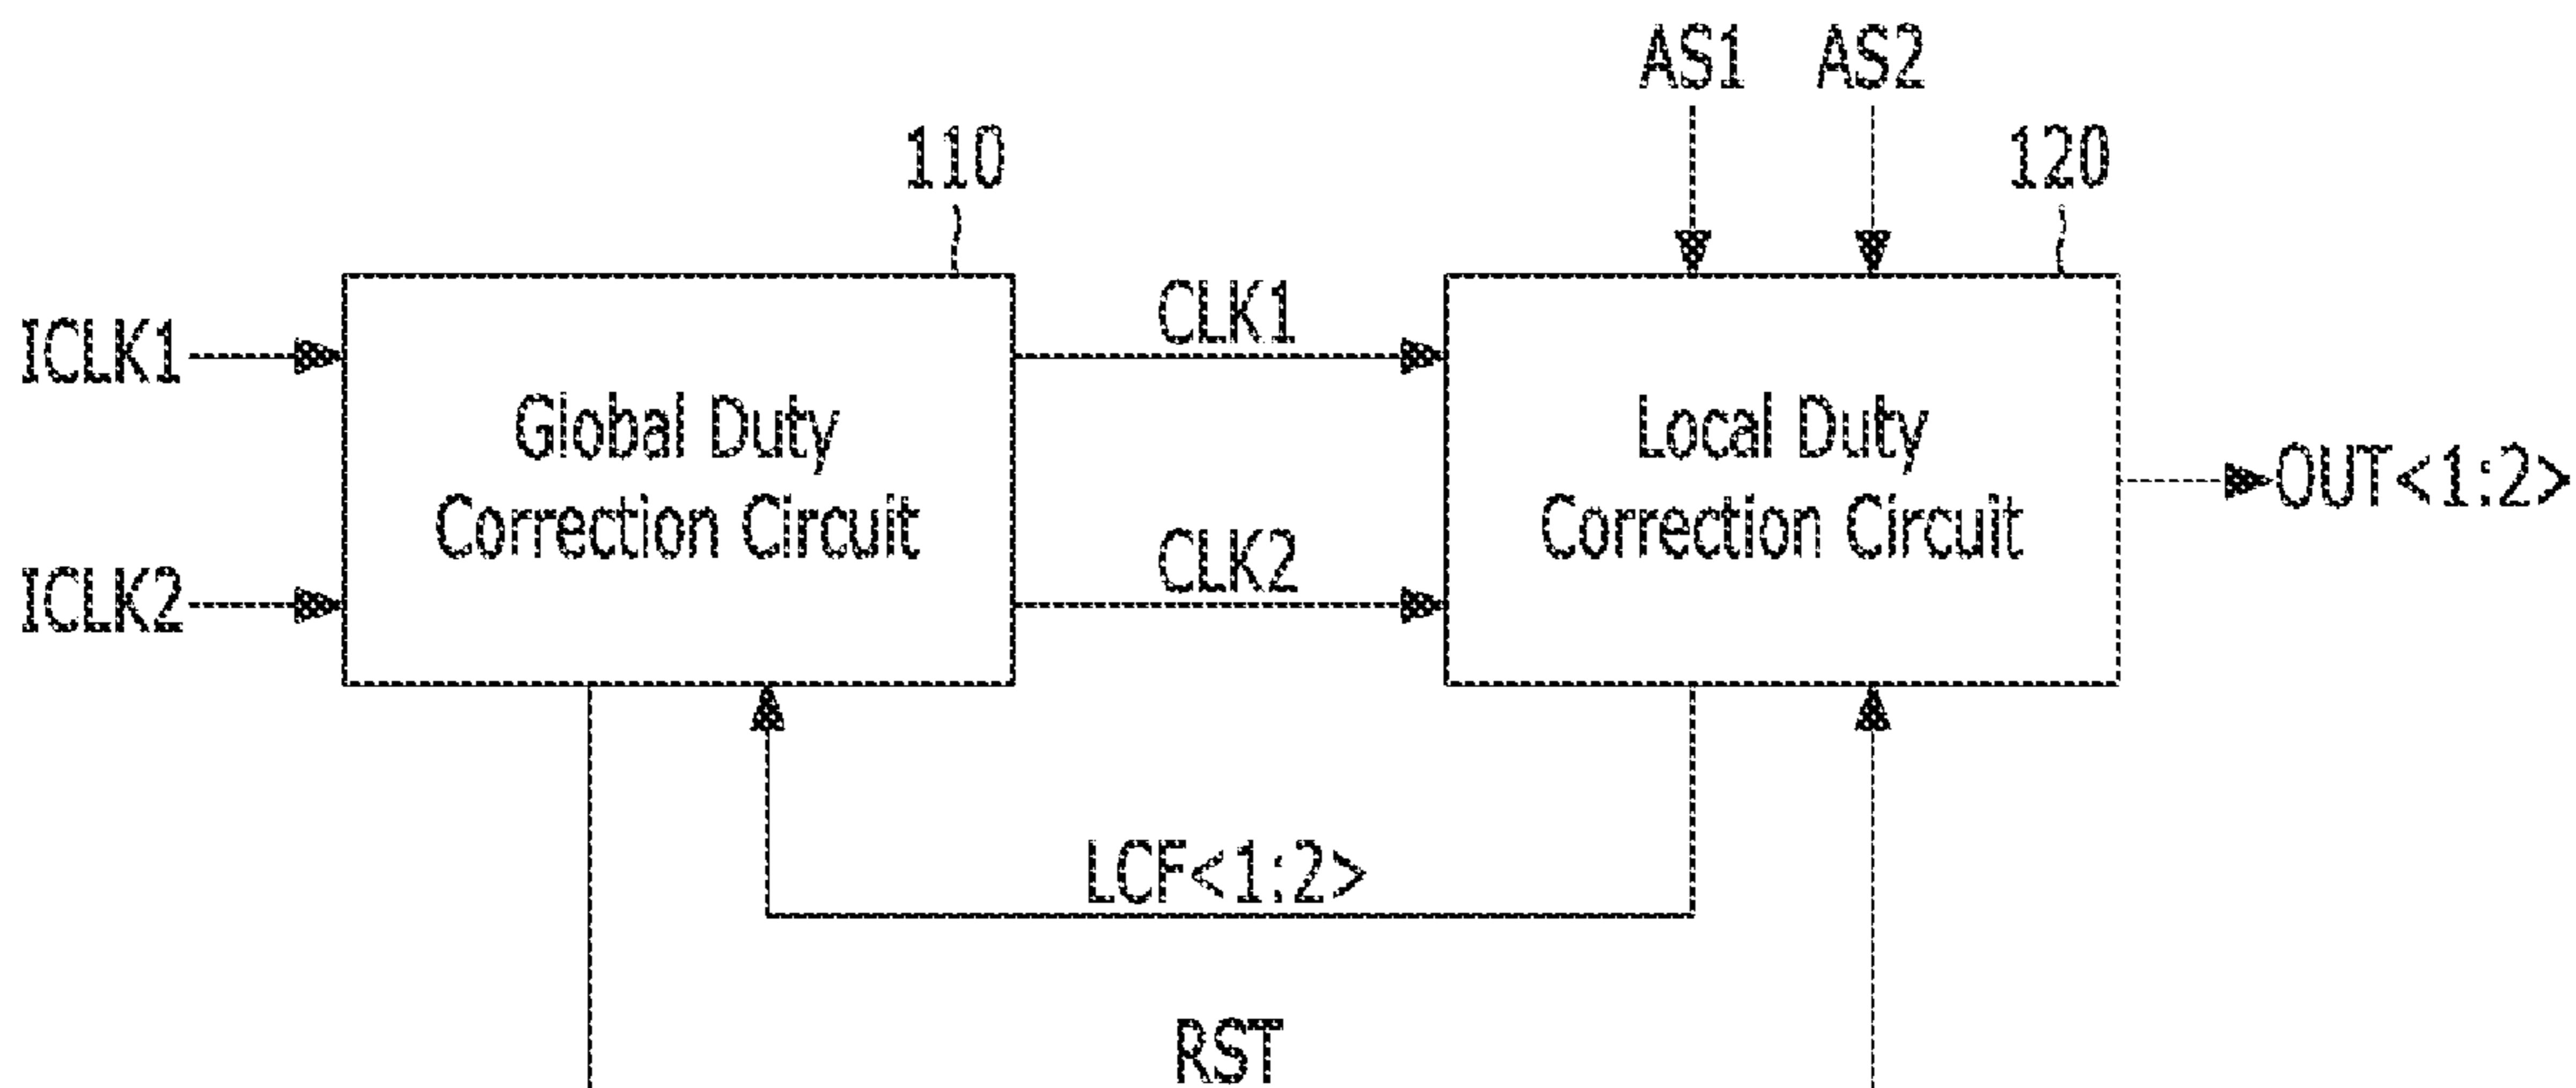 AS1 AS2
110
120
ICLK1
CLK1
Global Duty
Correction Circuit
Local Duty
Correction Circuit
OUT<1:2>
ICLK2
CLK2
LCF<1:2>
RST